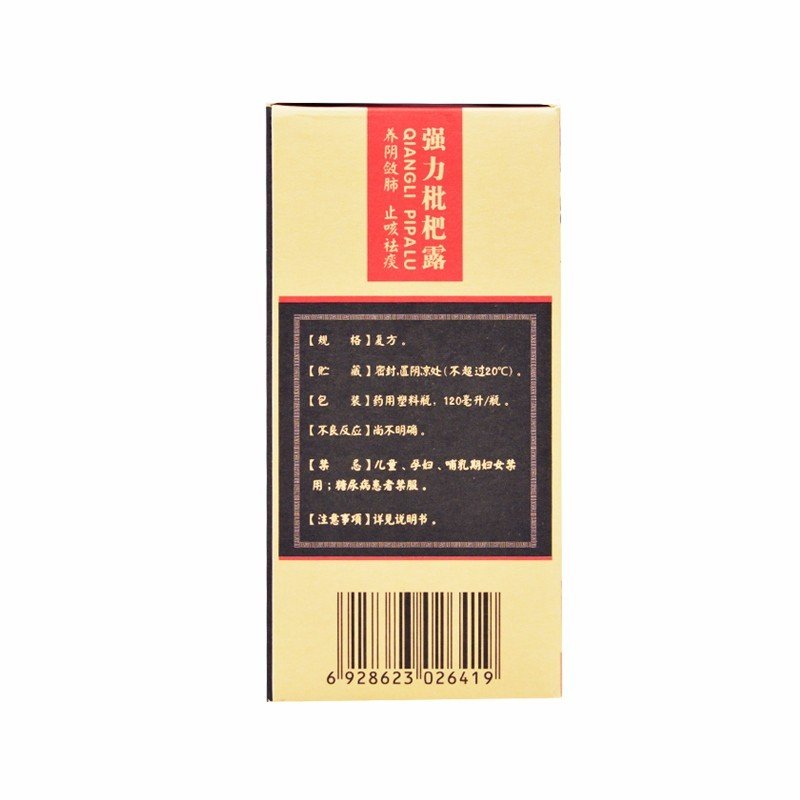 强力枇杷露
QIANGLI PIPALU
养阴敛肺 止咳祛痰
【规 格】复方。
【贮 藏】密封,置阴凉处(不超过20℃)。
【包 装】药用塑料瓶,120毫升/瓶。
【不良反应】尚不明确。
【禁 忌】儿童、孕妇、哺乳期妇女禁
用;糖尿病患者禁服。
【注意事项】详见说明书。
6 928623 026419